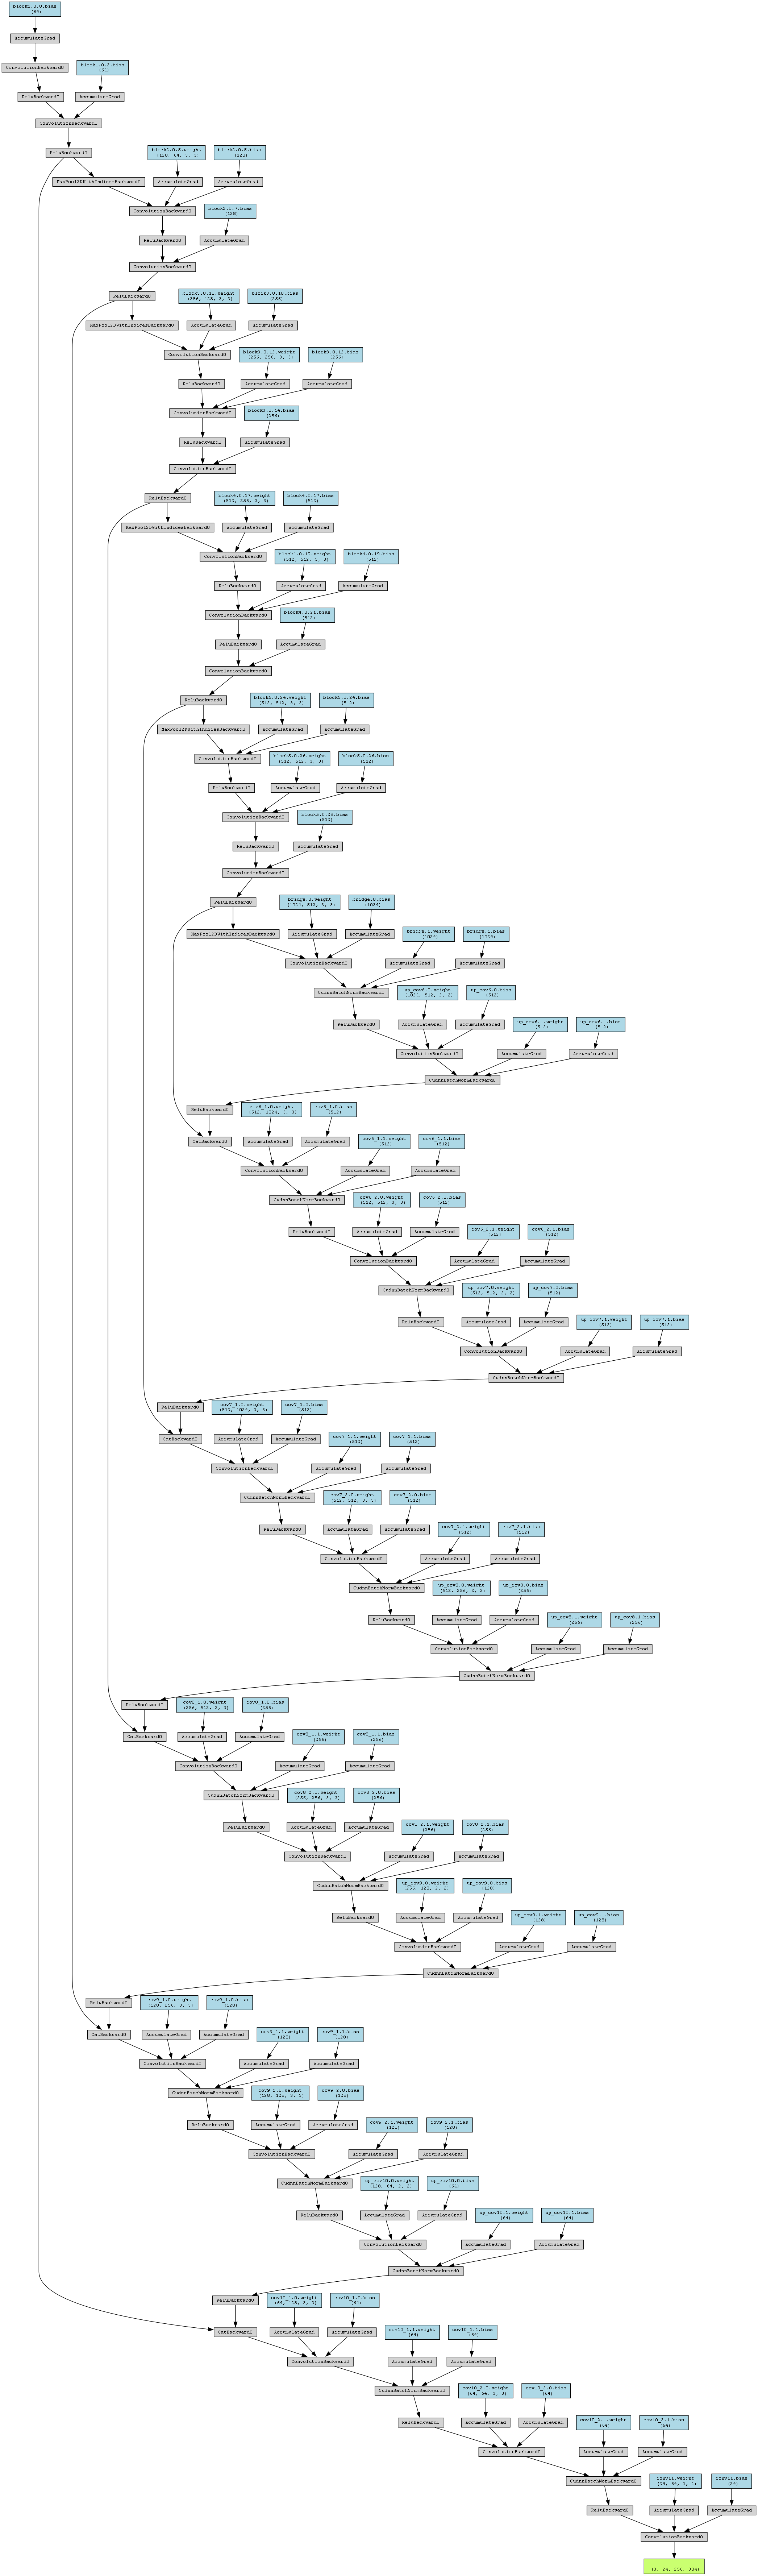 block1.0.0.bias
(64)
AccumulateGrad
ConvolutionBackward0
block1.0.2.bias
(64)
ReluBackward0
AccumulateGrad
ConvolutionBackward0
ReluBackward0
block2.0.5.weight
(128, 64, 3, 3)
block2.0.5.bias
(128)
MaxPool2DWithIndicesBackward0
AccumulateGrad
AccumulateGrad
ConvolutionBackward0
block2.0.7.bias
(128)
ReluBackward0
AccumulateGrad
ConvolutionBackward0
ReluBackward0
block3.0.10.weight
(256, 128, 3, 3)
block3.0.10.bias
(256)
MaxPool2DWithIndicesBackward0
AccumulateGrad
AccumulateGrad
ConvolutionBackward0
block3.0.12.weight
(256, 256, 3, 3)
block3.0.12.bias
(256)
ReluBackward0
AccumulateGrad
AccumulateGrad
ConvolutionBackward0
block3.0.14.bias
(256)
ReluBackward0
AccumulateGrad
ConvolutionBackward0
ReluBackward0
block4.0.17.weight
(512, 256, 3, 3)
block4.0.17.bias
(512)
MaxPool2DWithIndicesBackward0
AccumulateGrad
AccumulateGrad
ConvolutionBackward0
block4.0.19.weight
(512, 512, 3, 3)
block4.0.19.bias
(512)
ReluBackward0
AccumulateGrad
AccumulateGrad
ConvolutionBackward0
block4.0.21.bias
(512)
ReluBackward0
AccumulateGrad
ConvolutionBackward0
ReluBackward0
block5.0.24.weight
(512, 512, 3, 3)
block5.0.24.bias
(512)
MaxPool2DWithIndicesBackward0
AccumulateGrad
AccumulateGrad
ConvolutionBackward0
block5.0.26.weight
(512, 512, 3, 3)
block5.0.26.bias
(512)
ReluBackward0
AccumulateGrad
AccumulateGrad
ConvolutionBackward0
block5.0.28.bias
(512)
ReluBackward0
AccumulateGrad
ConvolutionBackward0
ReluBackward0
bridge.0.weight
(1024, 512, 3, 3)
bridge.0.bias
(1024)
MaxPool2DWithIndicesBackward0
AccumulateGrad
AccumulateGrad
bridge.1.weight
(1024)
bridge.1.bias
(1024)
ConvolutionBackward0
AccumulateGrad
AccumulateGrad
CudnnBatchNormBackward0
up_cov6.0.weight
(1024, 512, 2, 2)
up_cov6.0.bias
(512)
ReluBackward0
AccumulateGrad
AccumulateGrad
up_cov6.1.weight
(512)
up_cov6.1.bias
(512)
ConvolutionBackward0
AccumulateGrad
AccumulateGrad
CudnnBatchNormBackward0
ReluBackward0
cov6_1.0.weight
(512, 1024, 3, 3)
cov6_1.0.bias
(512)
CatBackward0
AccumulateGrad
AccumulateGrad
cov6_1.1.weight
(512)
cov6_1.1.bias
(512)
ConvolutionBackward0
AccumulateGrad
AccumulateGrad
CudnnBatchNormBackward0
cov6_2.0.weight
(512, 512, 3, 3)
cov6_2.0.bias
(512)
ReluBackward0
AccumulateGrad
AccumulateGrad
cov6_2.1.weight
(512)
cov6_2.1.bias
(512)
ConvolutionBackward0
AccumulateGrad
AccumulateGrad
CudnnBatchNormBackward0
up_cov7.0.weight
(512, 512, 2, 2)
up_cov7.0.bias
(512)
ReluBackward0
AccumulateGrad
AccumulateGrad
up_cov7.1.weight
(512)
up_cov7.1.bias
(512)
ConvolutionBackward0
AccumulateGrad
AccumulateGrad
CudnnBatchNormBackward0
ReluBackward0
cov7_1.0.weight
(512, 1024, 3, 3)
cov7_1.0.bias
(512)
CatBackward0
AccumulateGrad
AccumulateGrad
cov7_1.1.weight
(512)
cov7_1.1.bias
(512)
ConvolutionBackward0
AccumulateGrad
AccumulateGrad
CudnnBatchNormBackward0
cov7_2.0.weight
(512, 512, 3, 3)
cov7_2.0.bias
(512)
ReluBackward0
AccumulateGrad
AccumulateGrad
cov7_2.1.weight
(512)
cov7_2.1.bias
(512)
ConvolutionBackward0
AccumulateGrad
AccumulateGrad
CudnnBatchNormBackward0
up_cov8.0.weight
(512, 256, 2, 2)
up_cov8.0.bias
(256)
ReluBackward0
AccumulateGrad
AccumulateGrad
up_cov8.1.weight
(256)
up_cov8.1.bias
(256)
ConvolutionBackward0
AccumulateGrad
AccumulateGrad
CudnnBatchNormBackward0
ReluBackward0
cov8_1.0.weight
(256, 512, 3, 3)
cov8_1.0.bias
(256)
CatBackward0
AccumulateGrad
AccumulateGrad
cov8_1.1.weight
(256)
cov8_1.1.bias
(256)
ConvolutionBackward0
AccumulateGrad
AccumulateGrad
CudnnBatchNormBackward0
cov8_2.0.weight
(256, 256, 3, 3)
cov8_2.0.bias
(256)
ReluBackward0
AccumulateGrad
AccumulateGrad
cov8_2.1.weight
(256)
cov8_2.1.bias
(256)
ConvolutionBackward0
AccumulateGrad
AccumulateGrad
CudnnBatchNormBackward0
up_cov9.0.weight
(256, 128, 2, 2)
up_cov9.0.bias
(128)
ReluBackward0
AccumulateGrad
AccumulateGrad
up_cov9.1.weight
(128)
up_cov9.1.bias
(128)
ConvolutionBackward0
AccumulateGrad
AccumulateGrad
CudnnBatchNormBackward0
ReluBackward0
cov9_1.0.weight
(128, 256, 3, 3)
cov9_1.0.bias
(128)
CatBackward0
AccumulateGrad
AccumulateGrad
cov9_1.1.weight
(128)
cov9_1.1.bias
(128)
ConvolutionBackward0
AccumulateGrad
AccumulateGrad
CudnnBatchNormBackward0
cov9_2.0.weight
(128, 128, 3, 3)
cov9_2.0.bias
(128)
ReluBackward0
AccumulateGrad
AccumulateGrad
cov9_2.1.weight
(128)
cov9_2.1.bias
(128)
ConvolutionBackward0
AccumulateGrad
AccumulateGrad
CudnnBatchNormBackward0
up_cov10.0.weight
(128, 64, 2, 2)
up_cov10.0.bias
(64)
ReluBackward0
AccumulateGrad
AccumulateGrad
up_cov10.1.weight
(64)
up_cov10.1.bias
(64)
ConvolutionBackward0
AccumulateGrad
AccumulateGrad
CudnnBatchNormBackward0
ReluBackward0
cov10_1.0.weight
(64, 128, 3, 3)
cov10_1.0.bias
(64)
CatBackward0
AccumulateGrad
AccumulateGrad
cov10_1.1.weight
(64)
cov10_1.1.bias
(64)
ConvolutionBackward0
AccumulateGrad
AccumulateGrad
CudnnBatchNormBackward0
cov10_2.0.weight
(64, 64, 3, 3)
cov10_2.0.bias
(64)
ReluBackward0
AccumulateGrad
AccumulateGrad
cov10_2.1.weight
(64)
cov10_2.1.bias
(64)
ConvolutionBackward0
AccumulateGrad
AccumulateGrad
CudnnBatchNormBackward0
conv11.weight
(24, 64, 1, 1)
conv11.bias
(24)
ReluBackward0
AccumulateGrad
AccumulateGrad
ConvolutionBackward0
(3, 24, 256, 384)